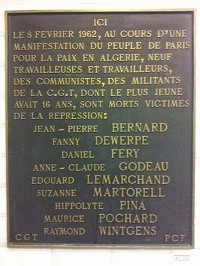 ICI
LE 8 FEVRIER 1962, AU COURS D'UNE
MANIFESTATION DU PEUPLE DE PARIS
POUR LA PAIX EN ALGERIE, NEUF
TRAVAILLEUSES ET TRAVAILLEURS,
DES COMMUNISTES, DES MILITANTS
DE LA C.G.T, DONT LE PLUS JEUNE
AVAIT 16 ANS, SONT MORTS VICTIMES
DE LA REPRESSION:
JEAN - PIERRE BERNARD
FANNY DEWERPE
DANIEL FERY
ANNE - CLAUDE GODEAU
EDOUARD LEMARCHAND
SUZANNE MARTORELL
HIPPOLYTE PINA
MAURICE POCHARD
RAYMOND WINTGENS
CGT PCF